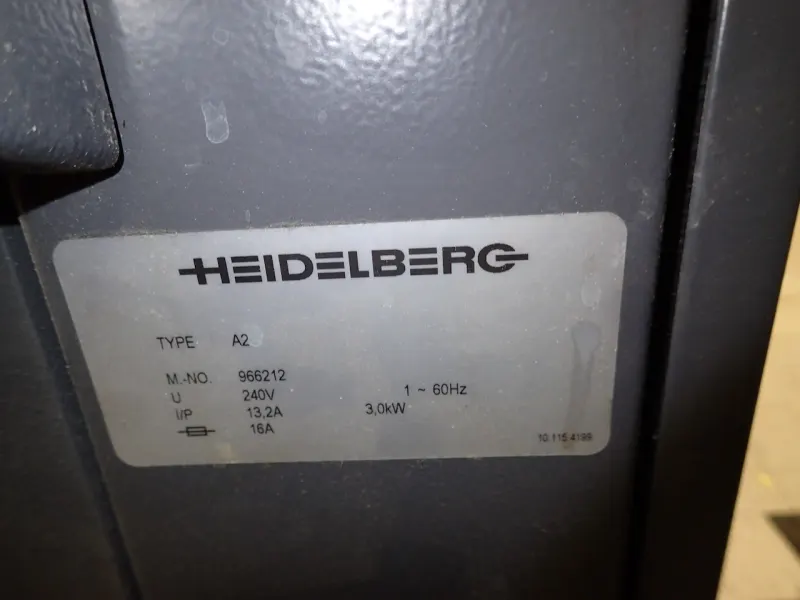 HEIDELBERG
TYPE A2
M.-NO. 966212
U 240V 1 ~ 60Hz
I/P 13,2A 3,0kW
16A
10.115.4199